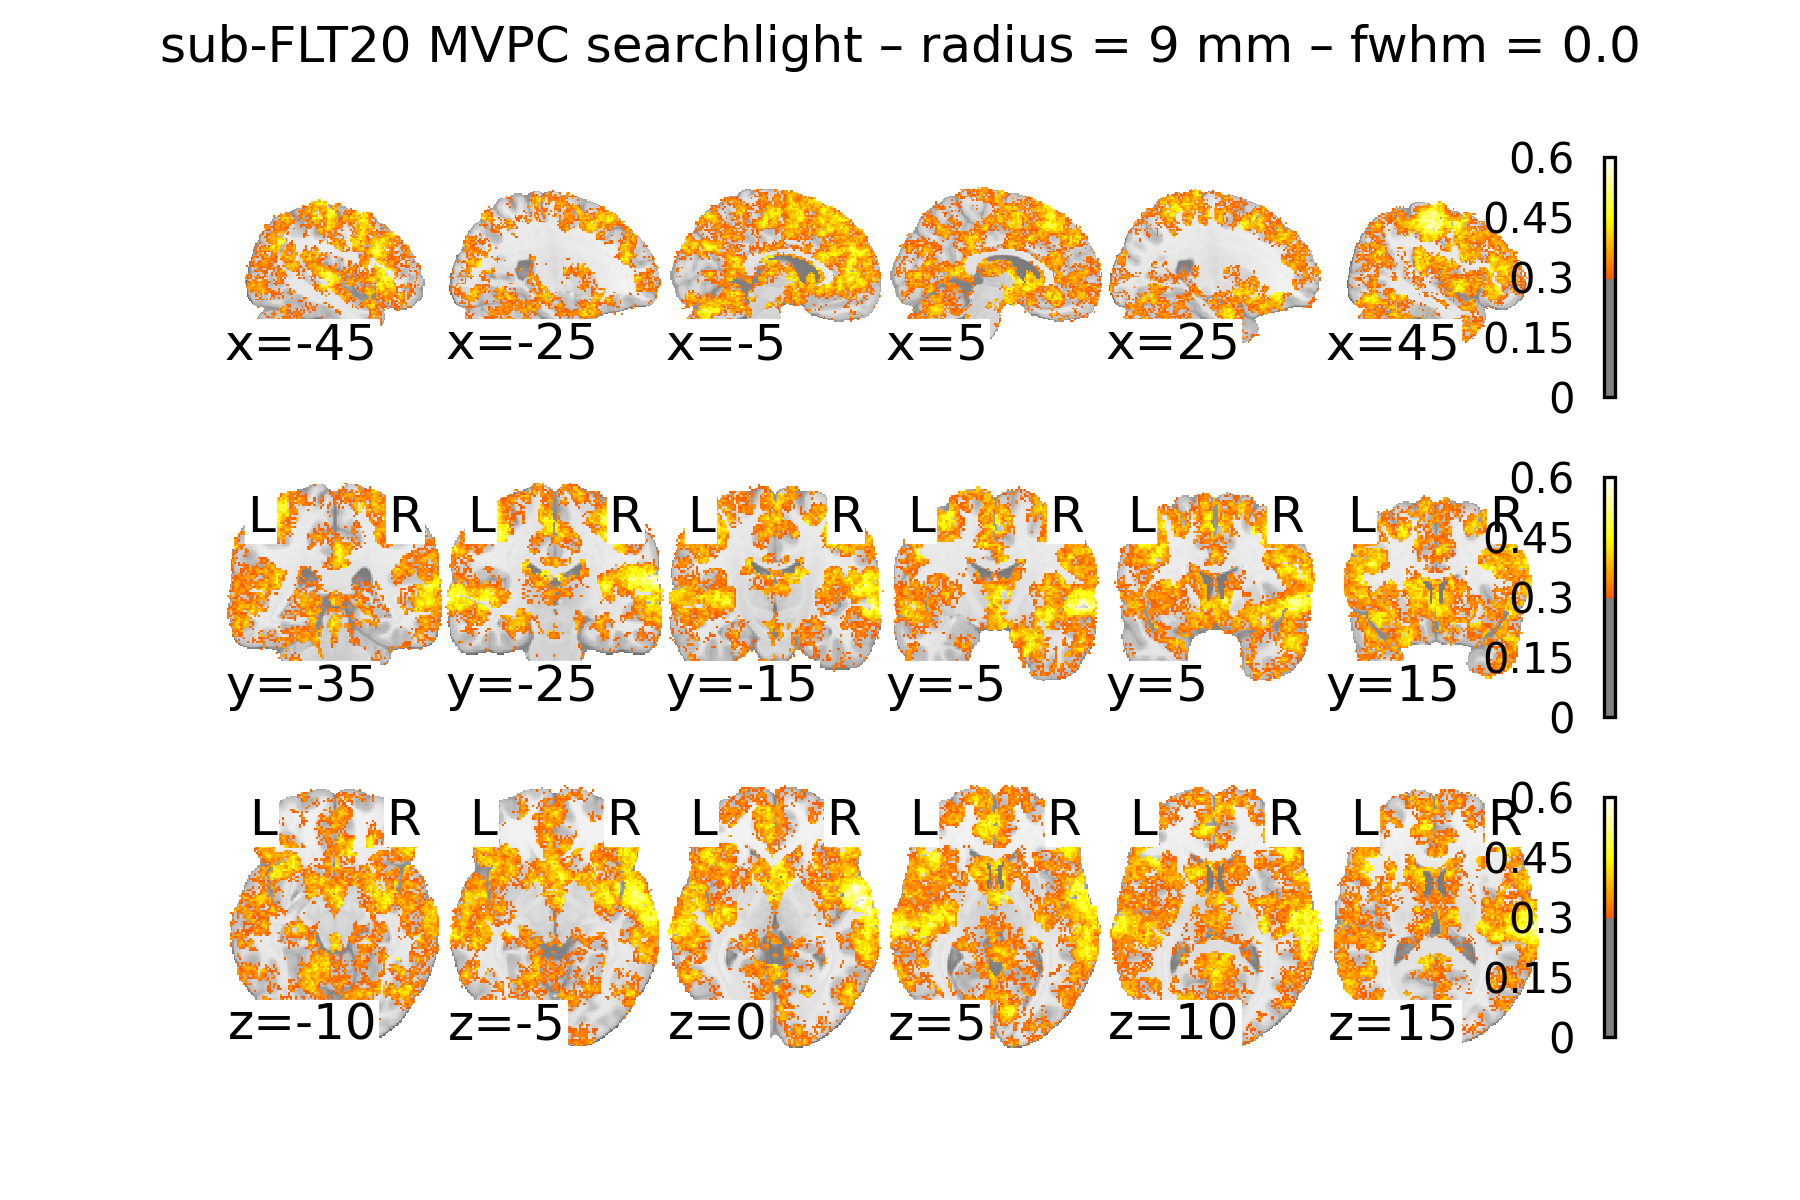 sub-FLT20 MVPC searchlight – radius = 9 mm – fwhm = 0.0
0.6
0.45
0.3
0.15
0
x=-45 x=-25 x=-5 x=5 x=25 x=45
L R L R L R L R L R L R
0.6
0.45
0.3
0.15
0
y=-35 y=-25 y=-15 y=-5 y=5 y=15
L R L R L R L R L R L R
0.6
0.45
0.3
0.15
0
z=-10 z=-5 z=0 z=5 z=10 z=15